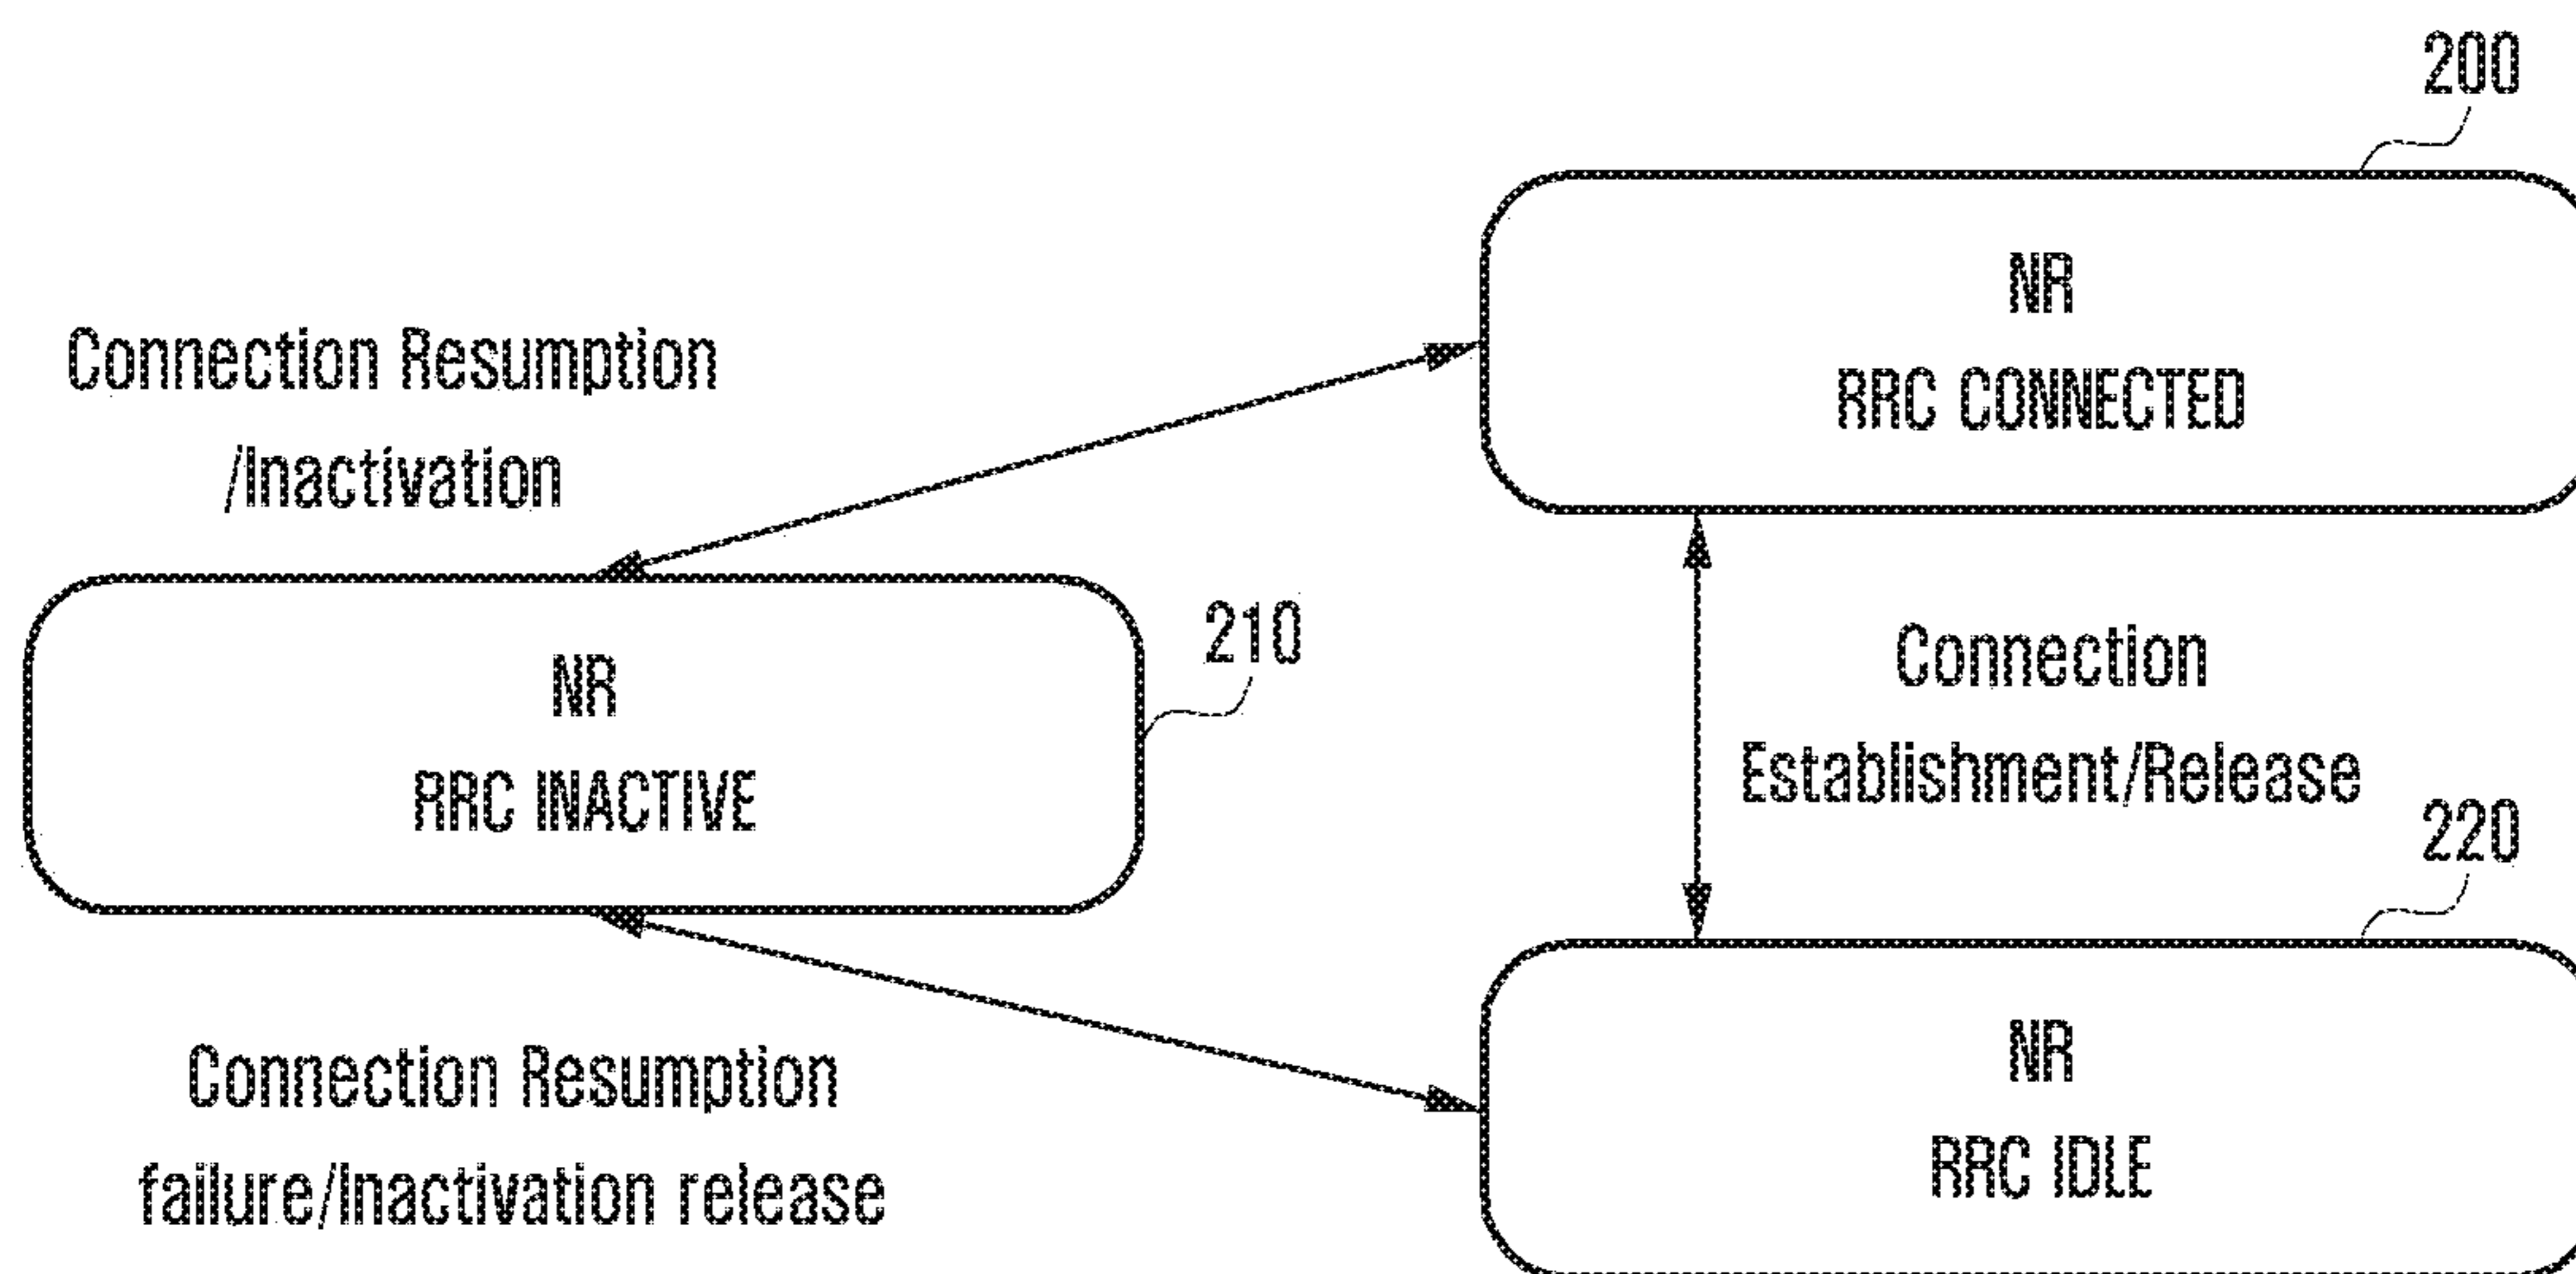 200
NR
RRC CONNECTED
Connection Resumption
/Inactivation
210
NR
RRC INACTIVE
Connection
Establishment/Release
220
NR
RRC IDLE
Connection Resumption
failure/Inactivation release